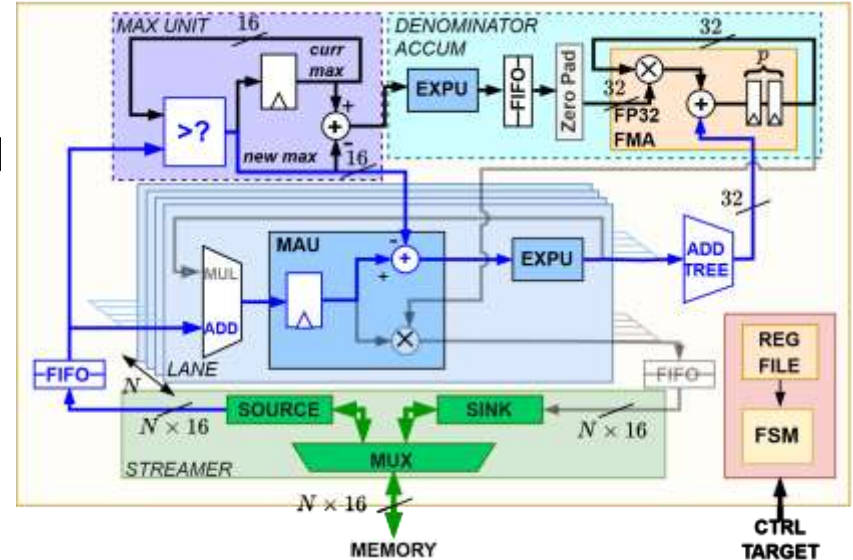 MAX UNIT
16
curr
max
>?
+
+
-
new max
16
DENOMINATOR
ACCUM
EXPU
FIFO
Zero Pad
32
32
×
+
p
FP32
FMA
32
ADD
TREE
MUL
ADD
MAU
-
+
+
×
EXPU
LANE
N
FIFO
FIFO
N × 16
SOURCE
SINK
N × 16
MUX
STREAMER
N × 16
MEMORY
REG
FILE
FSM
CTRL
TARGET